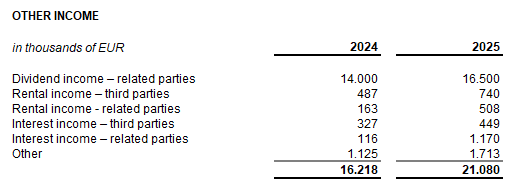 OTHER INCOME
in thousands of EUR 2024 2025
Dividend income – related parties 14.000 16.500
Rental income – third parties 487 740
Rental income - related parties 163 508
Interest income – third parties 327 449
Interest income – related parties 116 1.170
Other 1.125 1.713
16.218 21.080